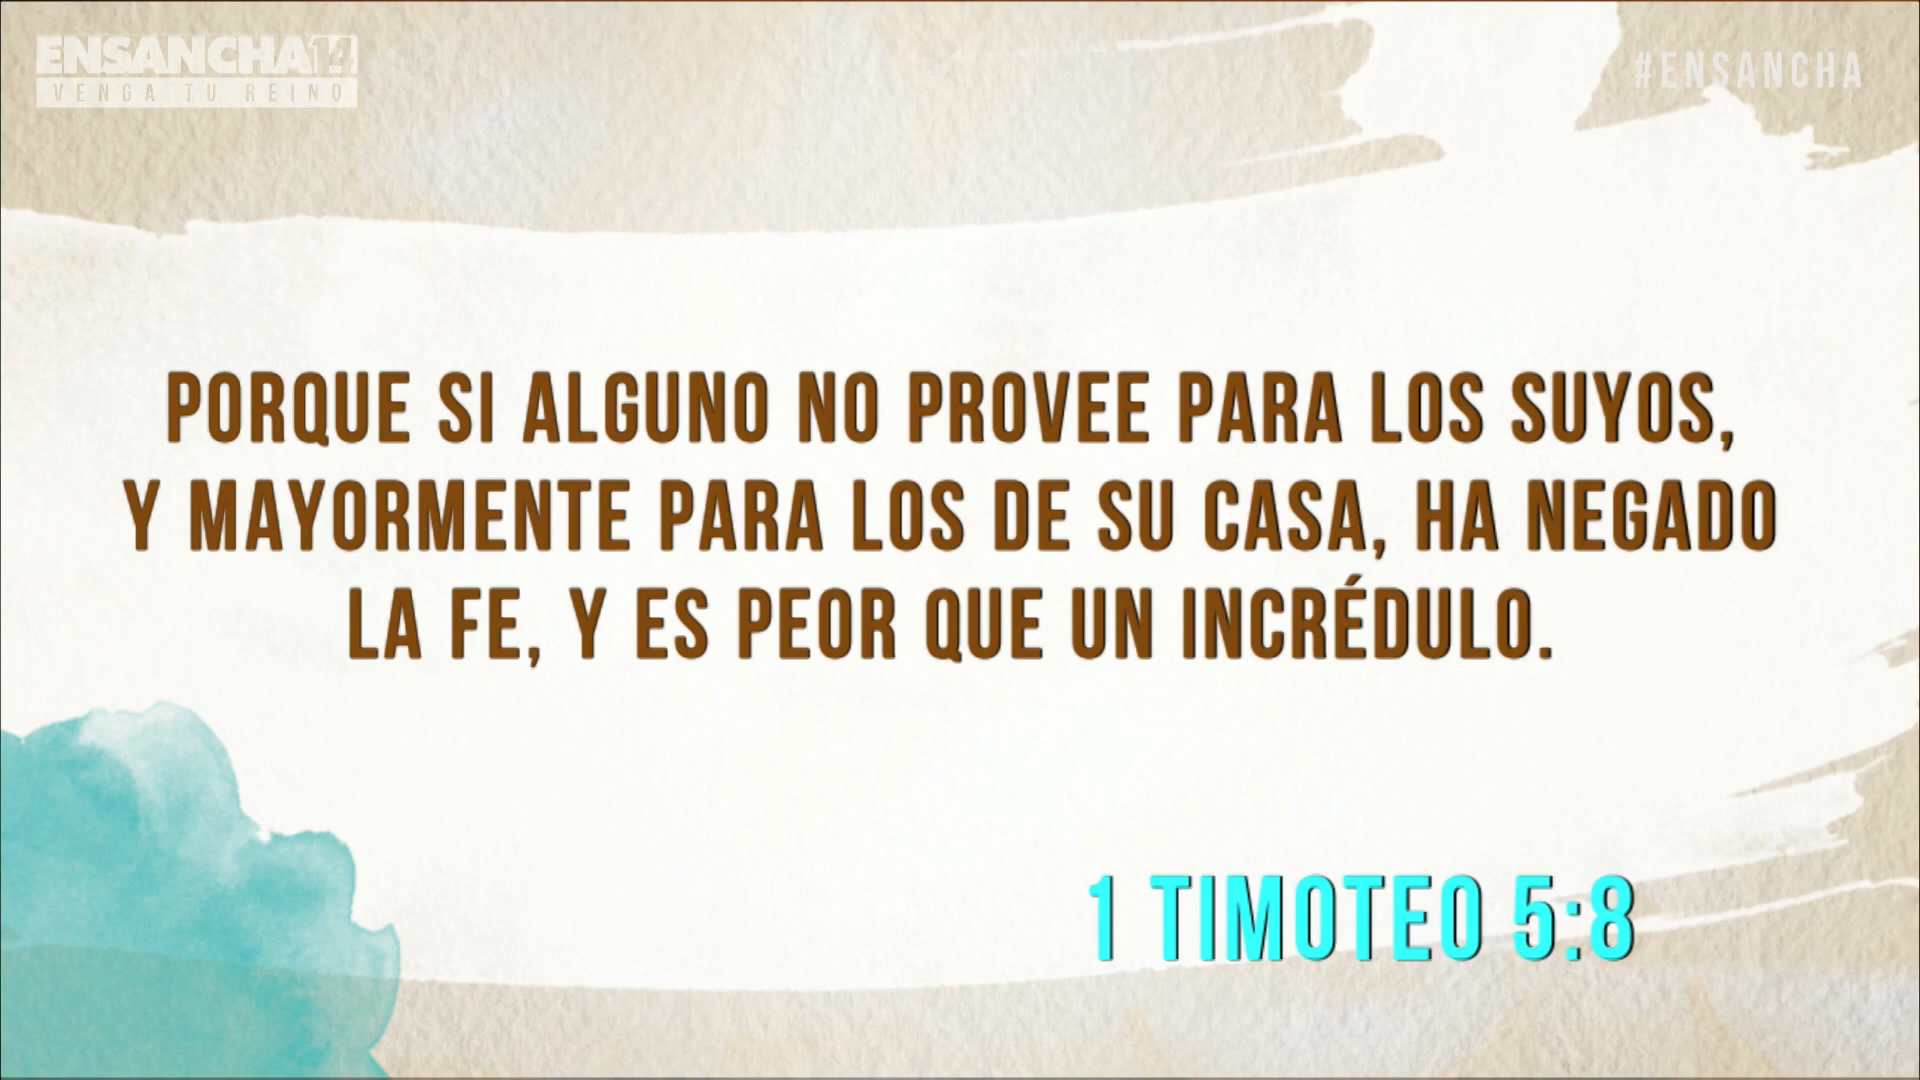 ENSANCHA14
VENGA TU REINO
#ENSANCHA
PORQUE SI ALGUNO NO PROVEE PARA LOS SUYOS,
Y MAYORMENTE PARA LOS DE SU CASA, HA NEGADO
LA FE, Y ES PEOR QUE UN INCRÉDULO.
1 TIMOTEO 5:8